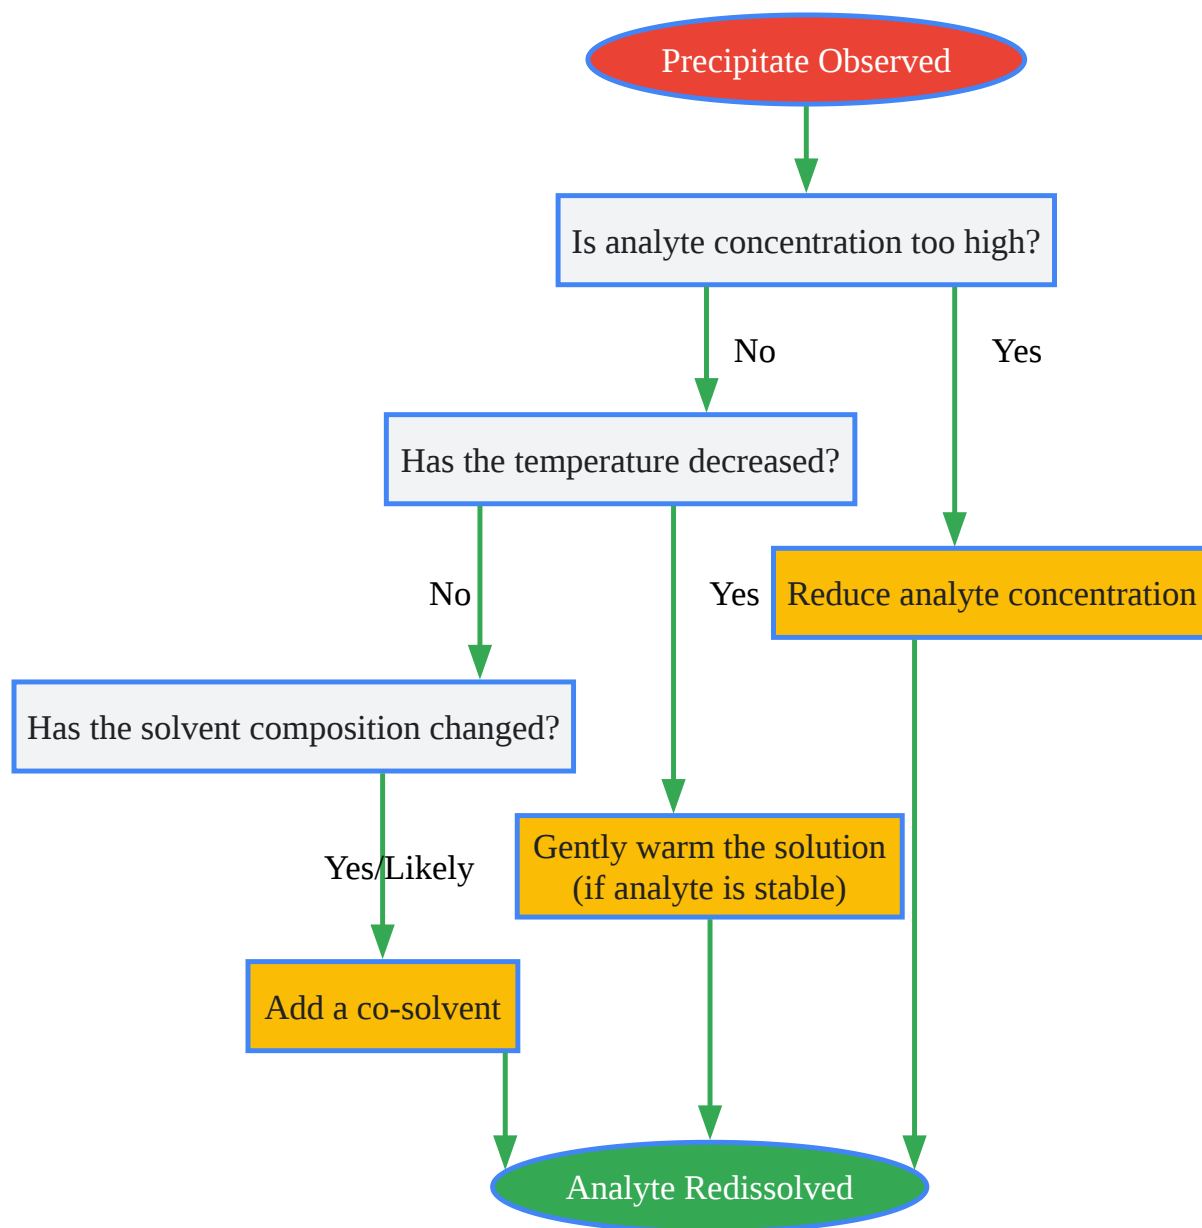 Precipitate Observed
Is analyte concentration too high?
No
Yes
Has the temperature decreased?
No
Yes
Reduce analyte concentration
Has the solvent composition changed?
Gently warm the solution
(if analyte is stable)
Yes/Likely
Add a co-solvent
Analyte Redissolved